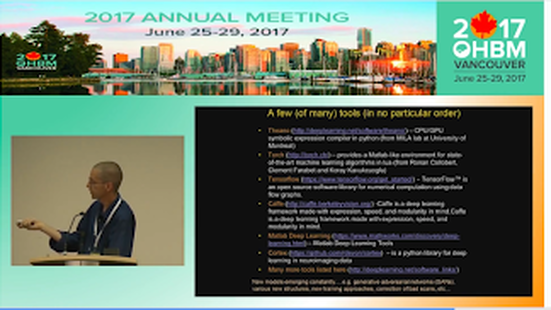 2017 ANNUAL MEETING
June 25-29, 2017
2017
OHBM
VANCOUVER
June 25-29, 2017
2017
OHBM
A few (of many) tools (in no particular order)
Theano (http://deeplearning.net/software/theano/) – CPU/GPU
symbolic expression compiler in python (from MILA lab at University of
Montreal)
Torch (http://torch.ch/) – provides a Matlab-like environment for state-
of-the-art machine learning algorithms in lua (from Ronan Collobert,
Clement Farabet and Koray Kavukcuoglu)
Tensorflow (https://www.tensorflow.org/get_started/) – TensorFlow™ is
an open source software library for numerical computation using data
flow graphs.
Caffe (http://caffe.berkeleyvision.org/) Caffe is a deep learning
framework made with expression, speed, and modularity in mind. Caffe
is a deep learning framework made with expression, speed, and
modularity in mind.
Matlab Deep Learning (https://www.mathworks.com/discovery/deep-
learning.html) – Matlab Deep Learning Tools
Cortex (https://github.com/rdevon/cortex) – is a python library for deep
learning in neuroimaging data
Many more tools listed here (http://deeplearning.net/software_links/)
New models emerging constantly... e.g. generative adversarial networks (GANs),
various new structures, new training approaches, correction of bad scans, etc...